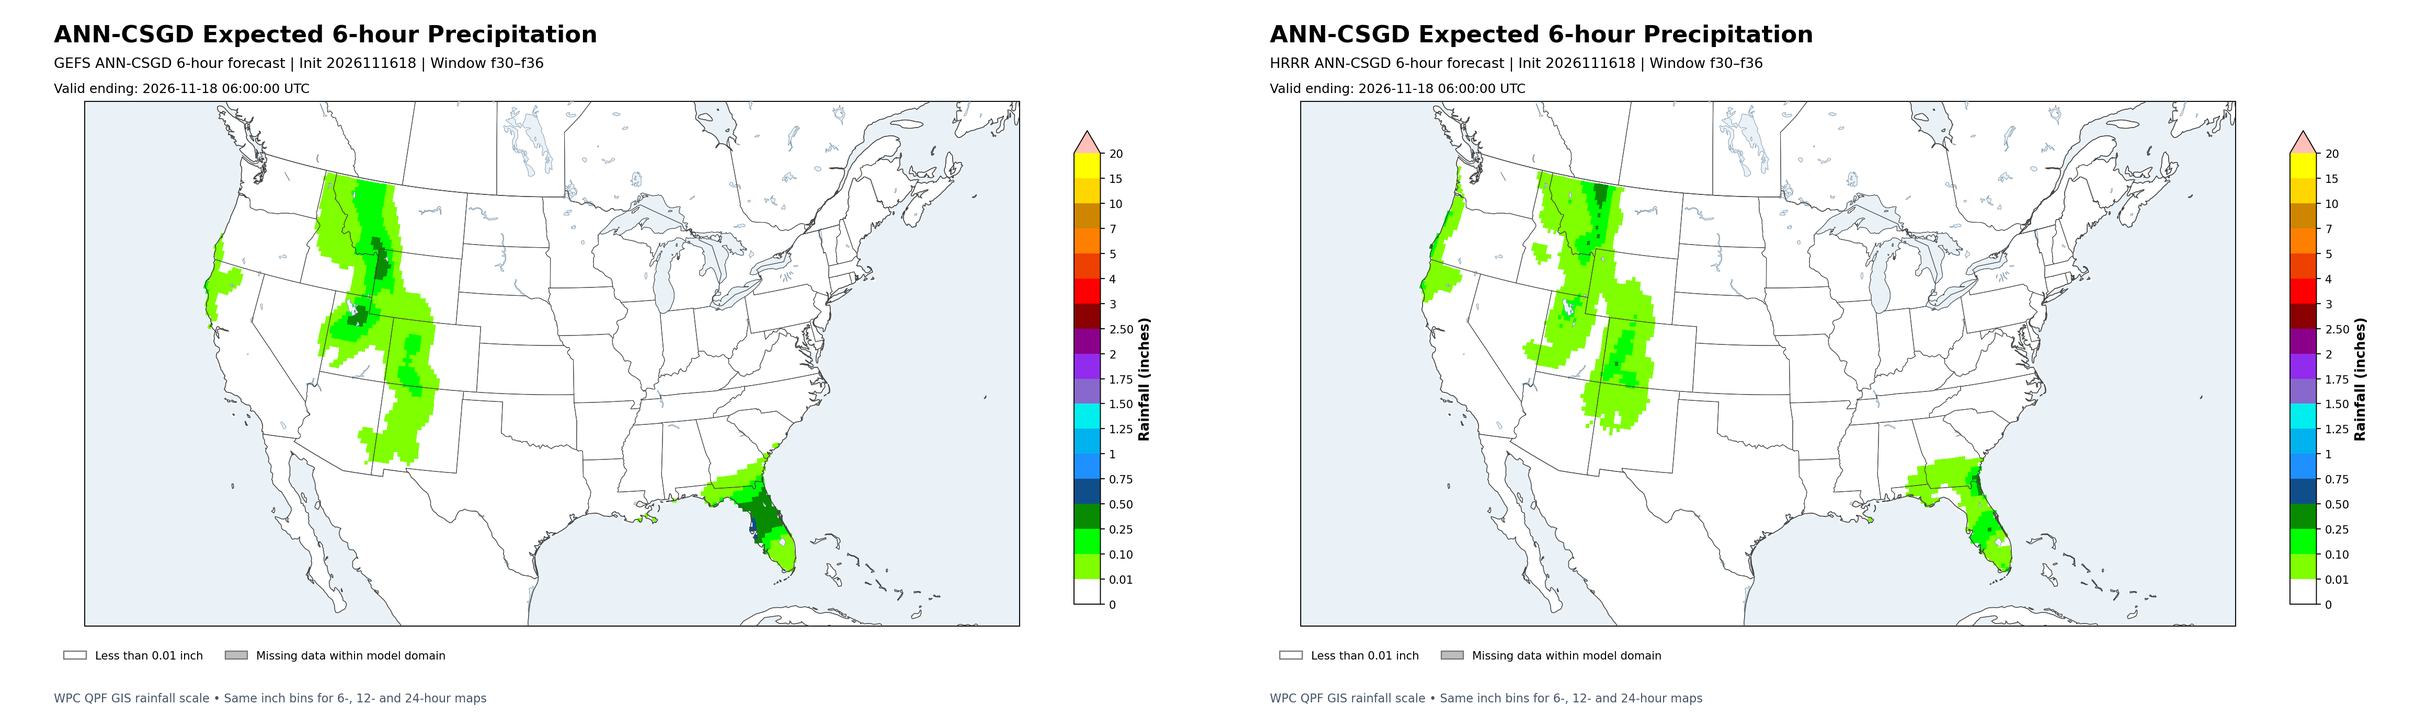 ANN-CSGD Expected 6-hour Precipitation
GEFS ANN-CSGD 6-hour forecast | Init 2026111618 | Window f30–f36
Valid ending: 2026-11-18 06:00:00 UTC
20
15
10
7
5
4
3
2.50
2
1.75
1.50
1.25
1
0.75
0.50
0.25
0.10
0.01
0
Rainfall (inches)
Less than 0.01 inch
Missing data within model domain
WPC QPF GIS rainfall scale • Same inch bins for 6-, 12- and 24-hour maps
ANN-CSGD Expected 6-hour Precipitation
HRRR ANN-CSGD 6-hour forecast | Init 2026111618 | Window f30–f36
Valid ending: 2026-11-18 06:00:00 UTC
20
15
10
7
5
4
3
2.50
2
1.75
1.50
1.25
1
0.75
0.50
0.25
0.10
0.01
0
Rainfall (inches)
Less than 0.01 inch
Missing data within model domain
WPC QPF GIS rainfall scale • Same inch bins for 6-, 12- and 24-hour maps